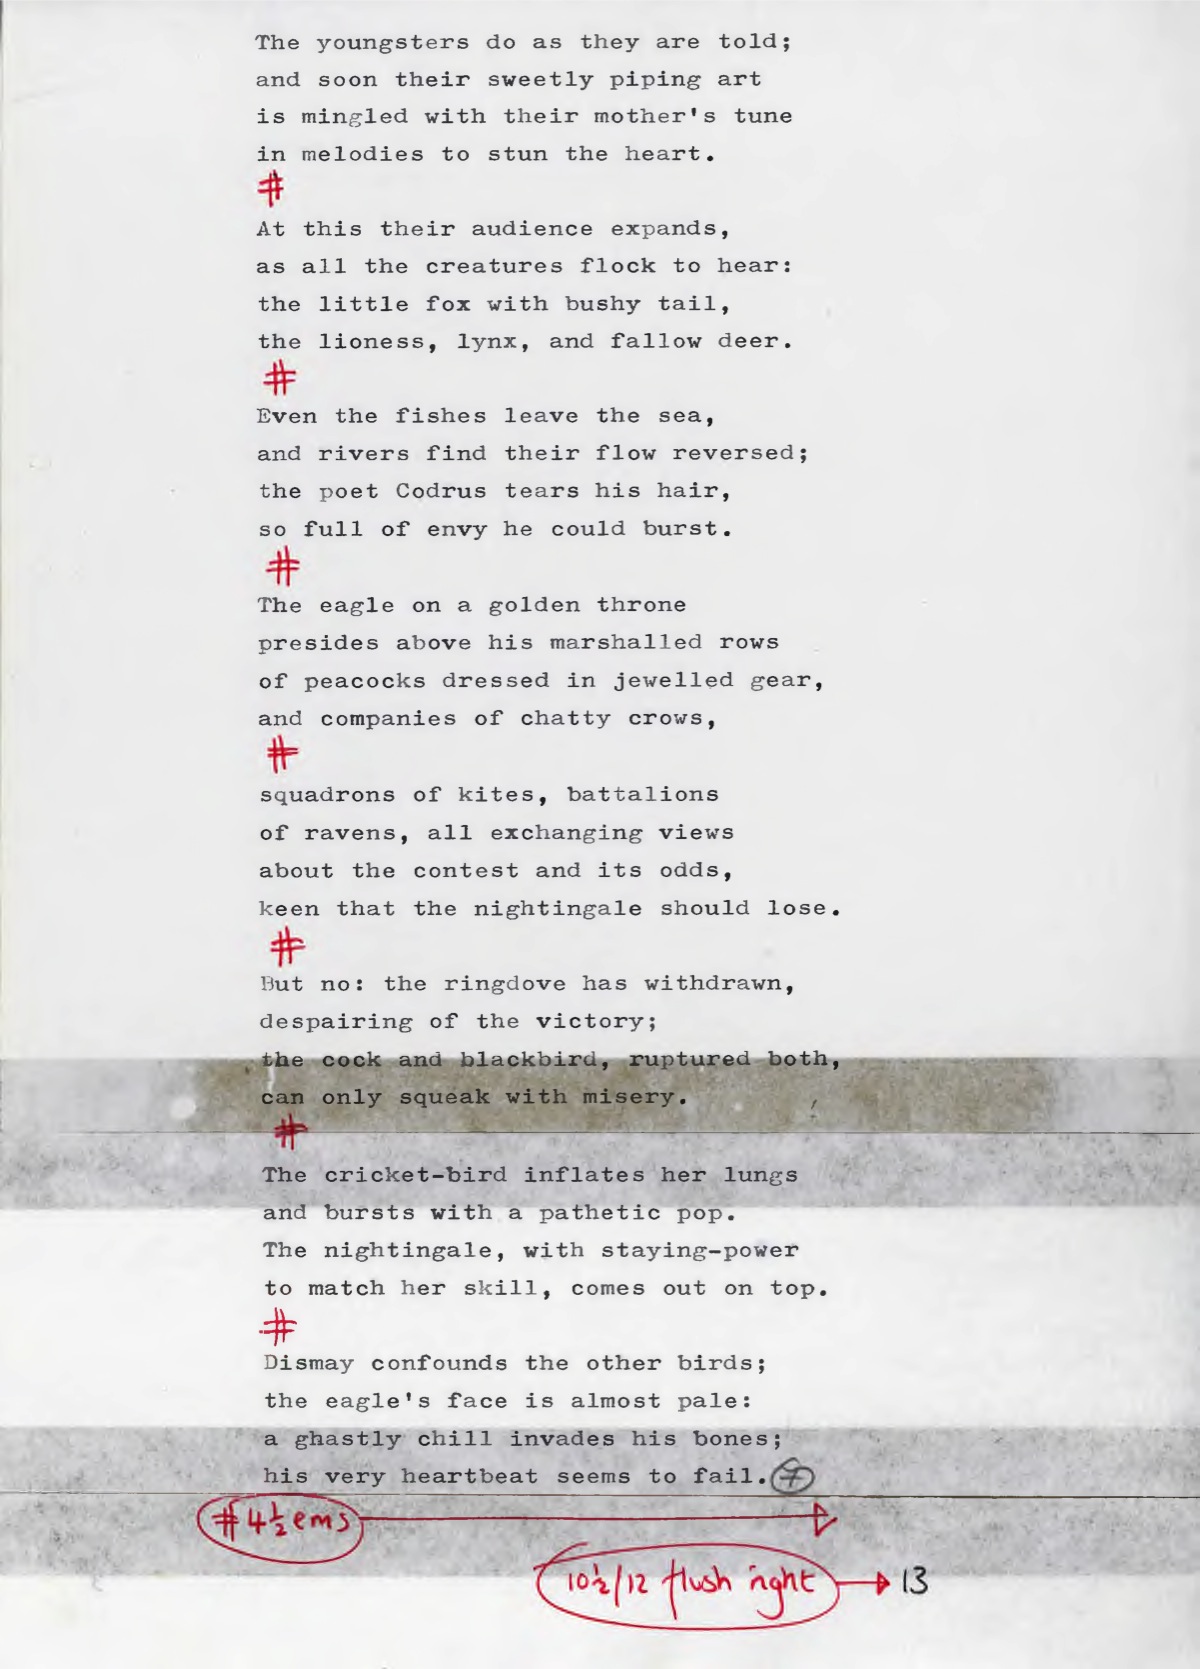 The youngsters do as they are told;
and soon their sweetly piping art
is mingled with their mother's tune
in melodies to stun the heart.
#
At this their audience expands,
as all the creatures flock to hear:
the little fox with bushy tail,
the lioness, lynx, and fallow deer.
#
Even the fishes leave the sea,
and rivers find their flow reversed;
the poet Codrus tears his hair,
so full of envy he could burst.
#
The eagle on a golden throne
presides above his marshalled rows
of peacocks dressed in jewelled gear,
and companies of chatty crows,
#
squadrons of kites, battalions
of ravens, all exchanging views
about the contest and its odds,
keen that the nightingale should lose.
#
But no: the ringdove has withdrawn,
despairing of the victory;
the cock and blackbird, ruptured both,
can only squeak with misery.
#
The cricket-bird inflates her lungs
and bursts with a pathetic pop.
The nightingale, with staying-power
to match her skill, comes out on top.
#
Dismay confounds the other birds;
the eagle's face is almost pale:
a ghastly chill invades his bones;
his very heartbeat seems to fail.
# 4½ ems
10½/12 flush right → 13